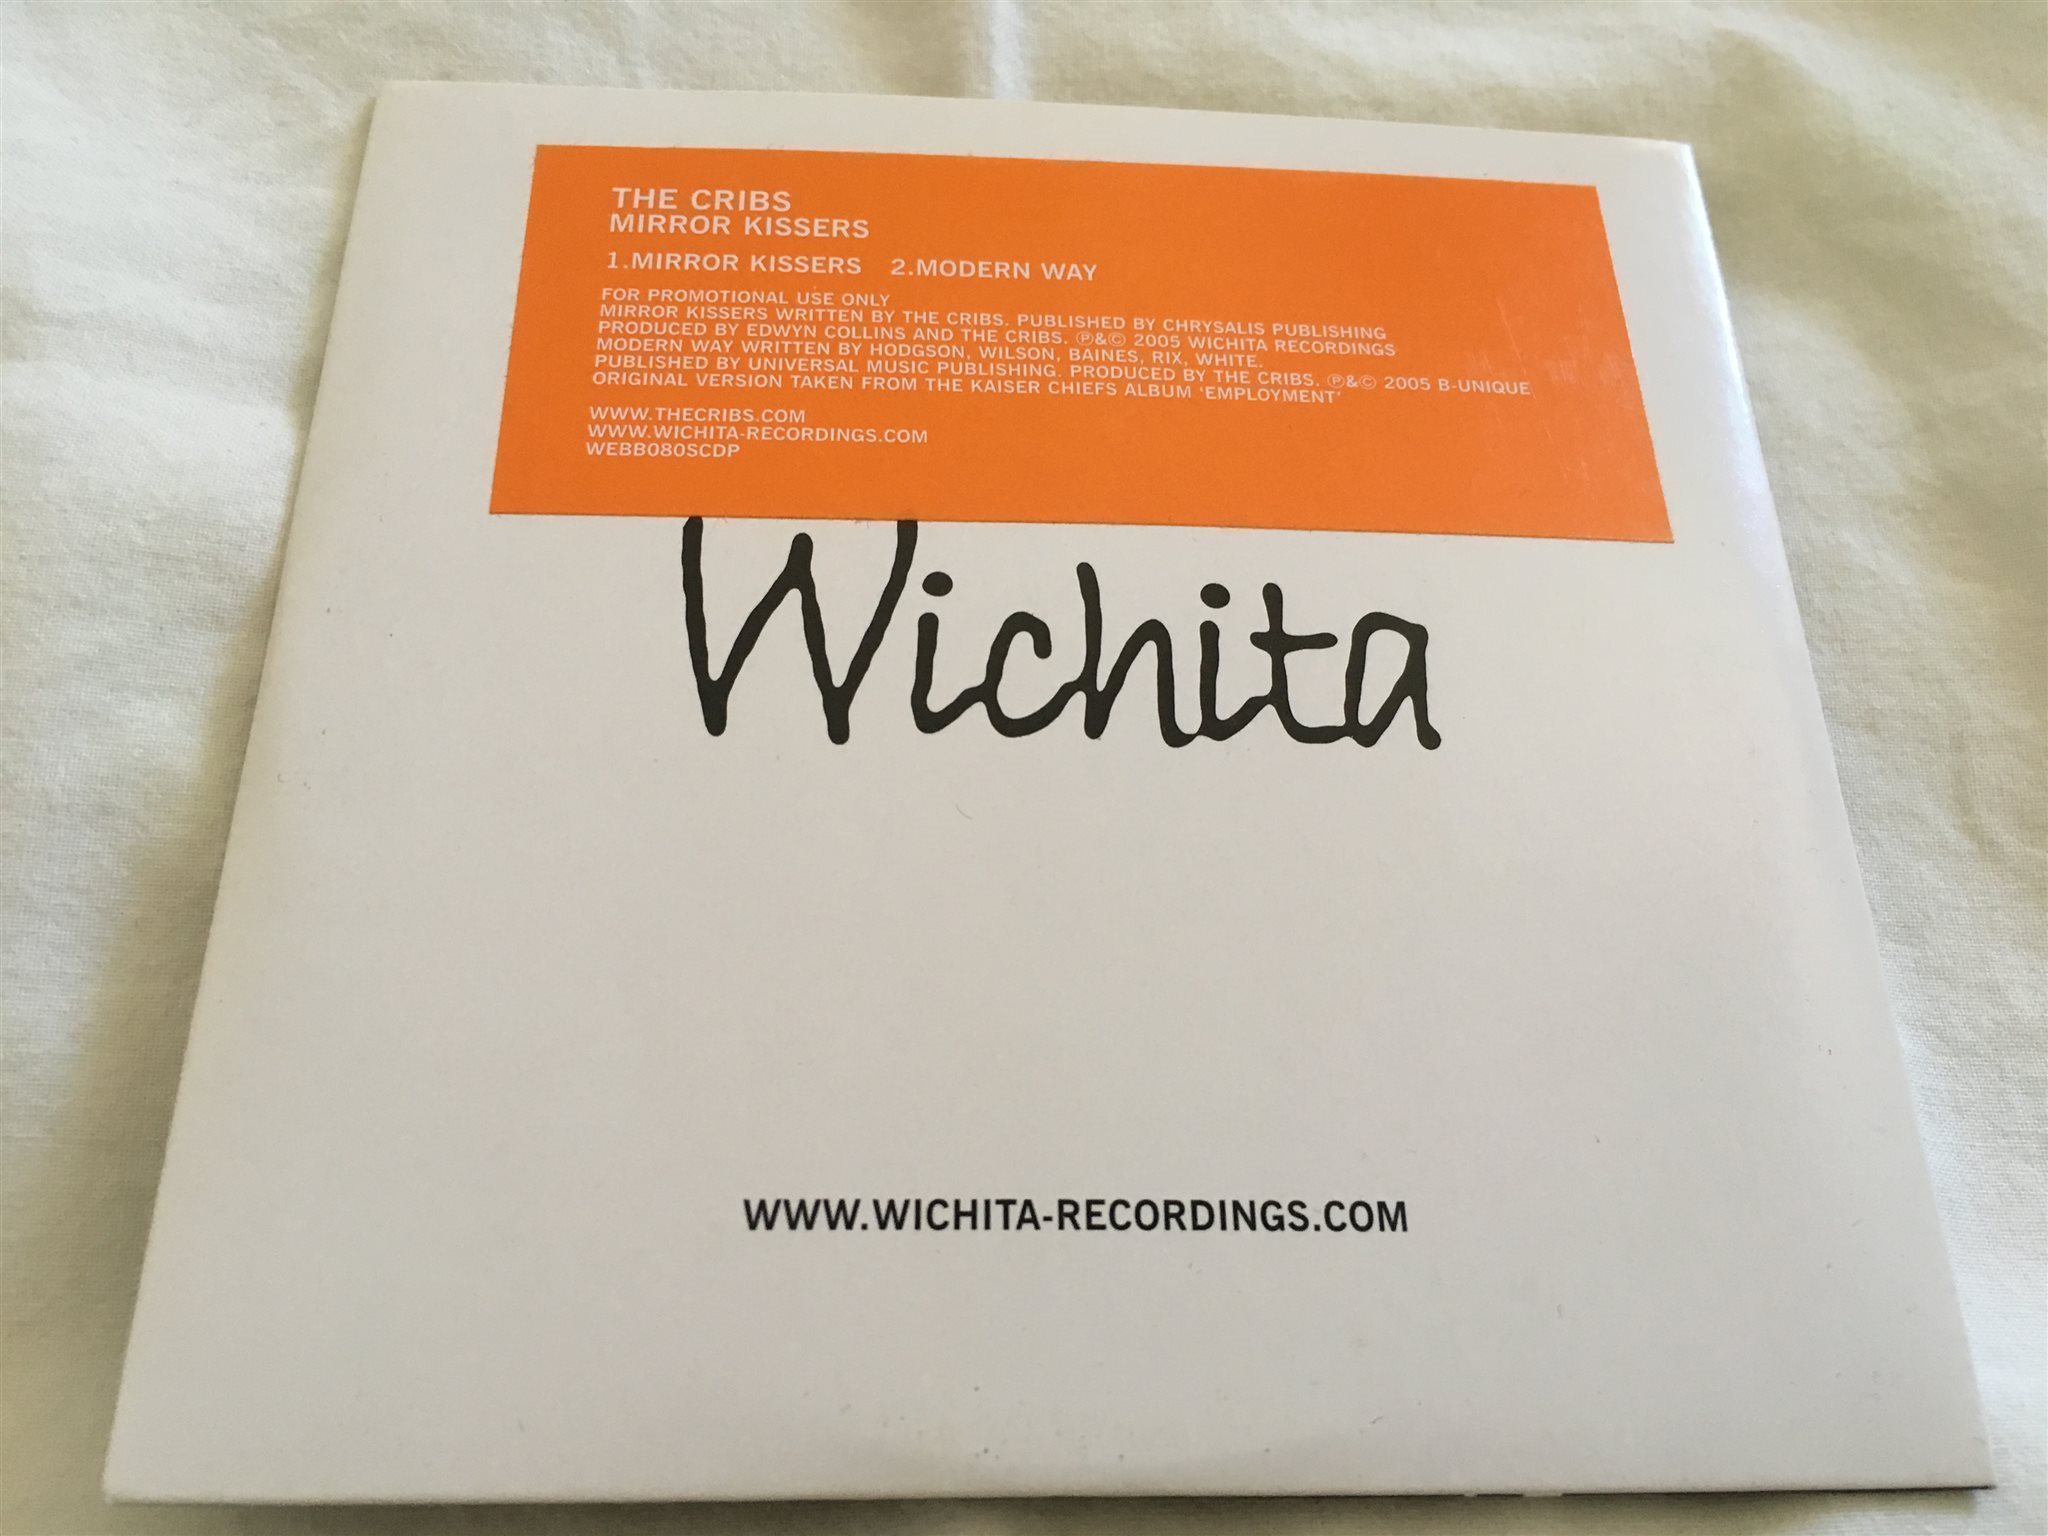 THE CRIBS
MIRROR KISSERS
1.MIRROR KISSERS 2.MODERN WAY
FOR PROMOTIONAL USE ONLY
MIRROR KISSERS WRITTEN BY THE CRIBS. PUBLISHED BY CHRYSALIS PUBLISHING
PRODUCED BY EDWYN COLLINS AND THE CRIBS. ℗&© 2005 WICHITA RECORDINGS
MODERN WAY WRITTEN BY HODGSON, WILSON, BAINES, RIX, WHITE.
PUBLISHED BY UNIVERSAL MUSIC PUBLISHING. PRODUCED BY THE CRIBS. ℗&© 2005 B-UNIQUE
ORIGINAL VERSION TAKEN FROM THE KAISER CHIEFS ALBUM 'EMPLOYMENT'
WWW.THECRIBS.COM
WWW.WICHITA-RECORDINGS.COM
WEBB080SCDP
Wichita
WWW.WICHITA-RECORDINGS.COM